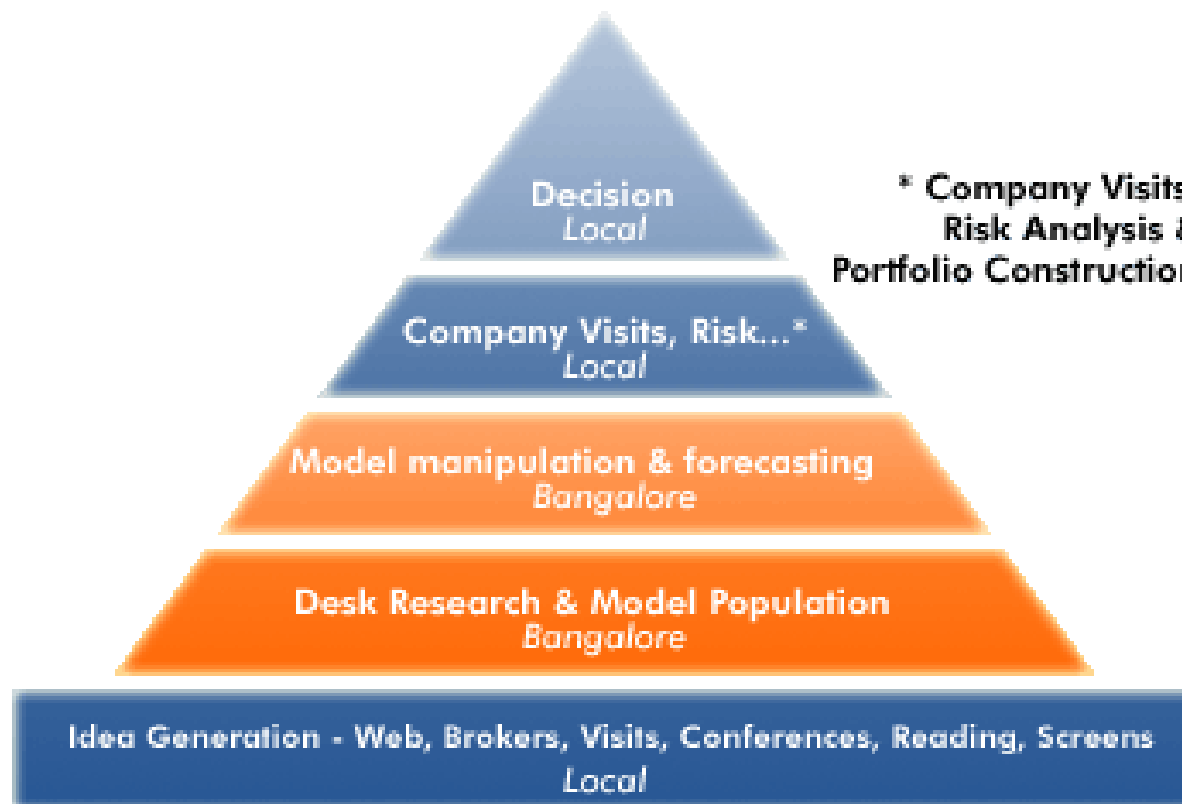 Decision
Local
* Company Visits
Risk Analysis &
Portfolio Construction
Company Visits, Risk...*
Local
Model manipulation & forecasting
Bangalore
Desk Research & Model Population
Bangalore
Idea Generation - Web, Brokers, Visits, Conferences, Reading, Screens
Local